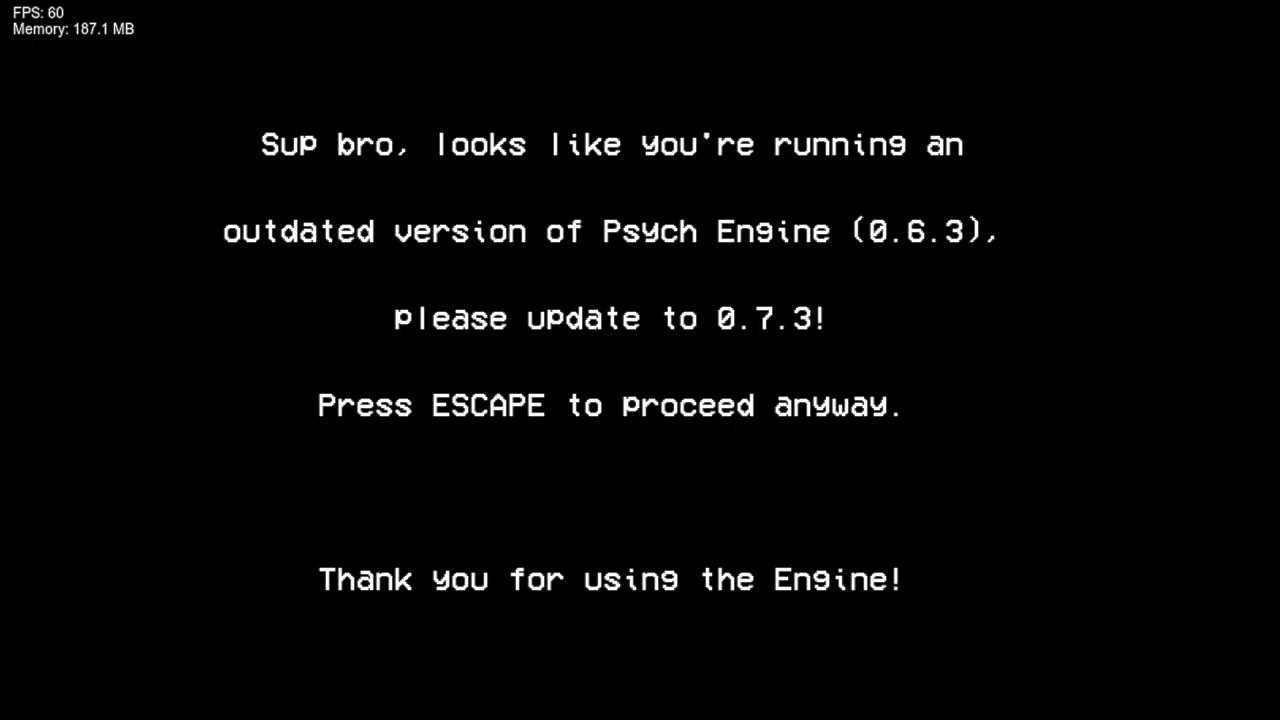 FPS: 60
Memory: 187.1 MB
Sup bro, looks like you're running an
outdated version of Psych Engine (0.6.3),
please update to 0.7.3!
Press ESCAPE to proceed anyway.
Thank you for using the Engine!